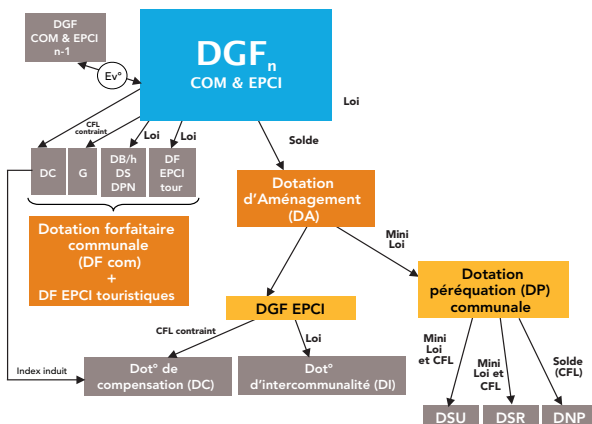 DGF
COM & EPCI
n-1
Ev°
DGFn
COM & EPCI
Loi
CFL
contraint
Loi
Loi
Solde
DC
G
DB/h
DS
DPN
DF
EPCI
tour
Dotation forfaitaire
communale
(DF com)
+
DF EPCI touristiques
Dotation
d'Aménagement
(DA)
Mini
Loi
Dotation
péréquation (DP)
communale
DGF EPCI
CFL contraint
Loi
Mini
Loi
et CFL
Mini
Loi et
CFL
Solde
(CFL)
Index induit
Dot° de
compensation (DC)
Dot°
d'intercommunalité (DI)
DSU
DSR
DNP